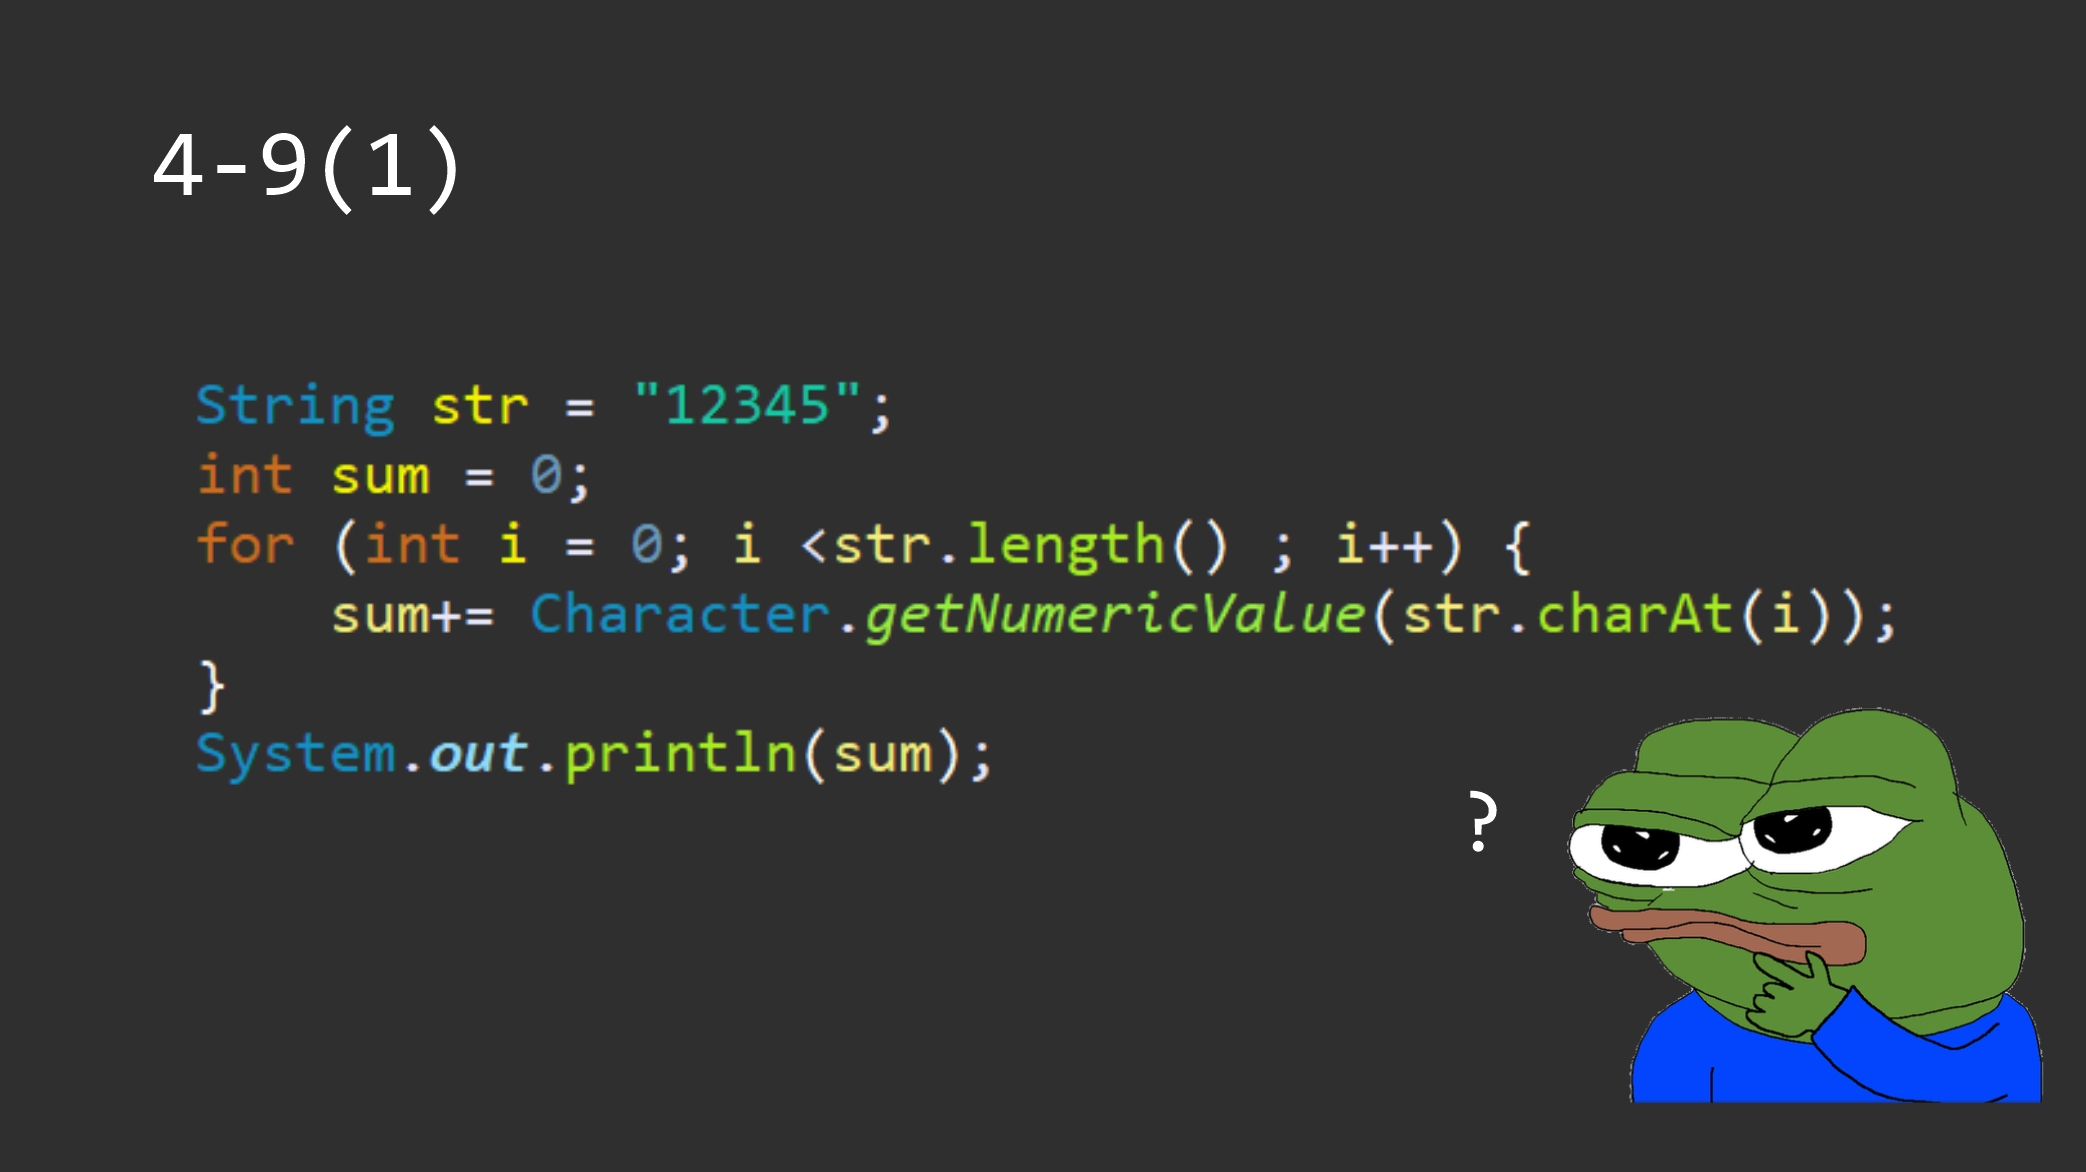 4-9(1)
String str = "12345";
int sum = 0;
for (int i = 0; i <str.length() ; i++) {
    sum+= Character.getNumericValue(str.charAt(i));
}
System.out.println(sum);
?